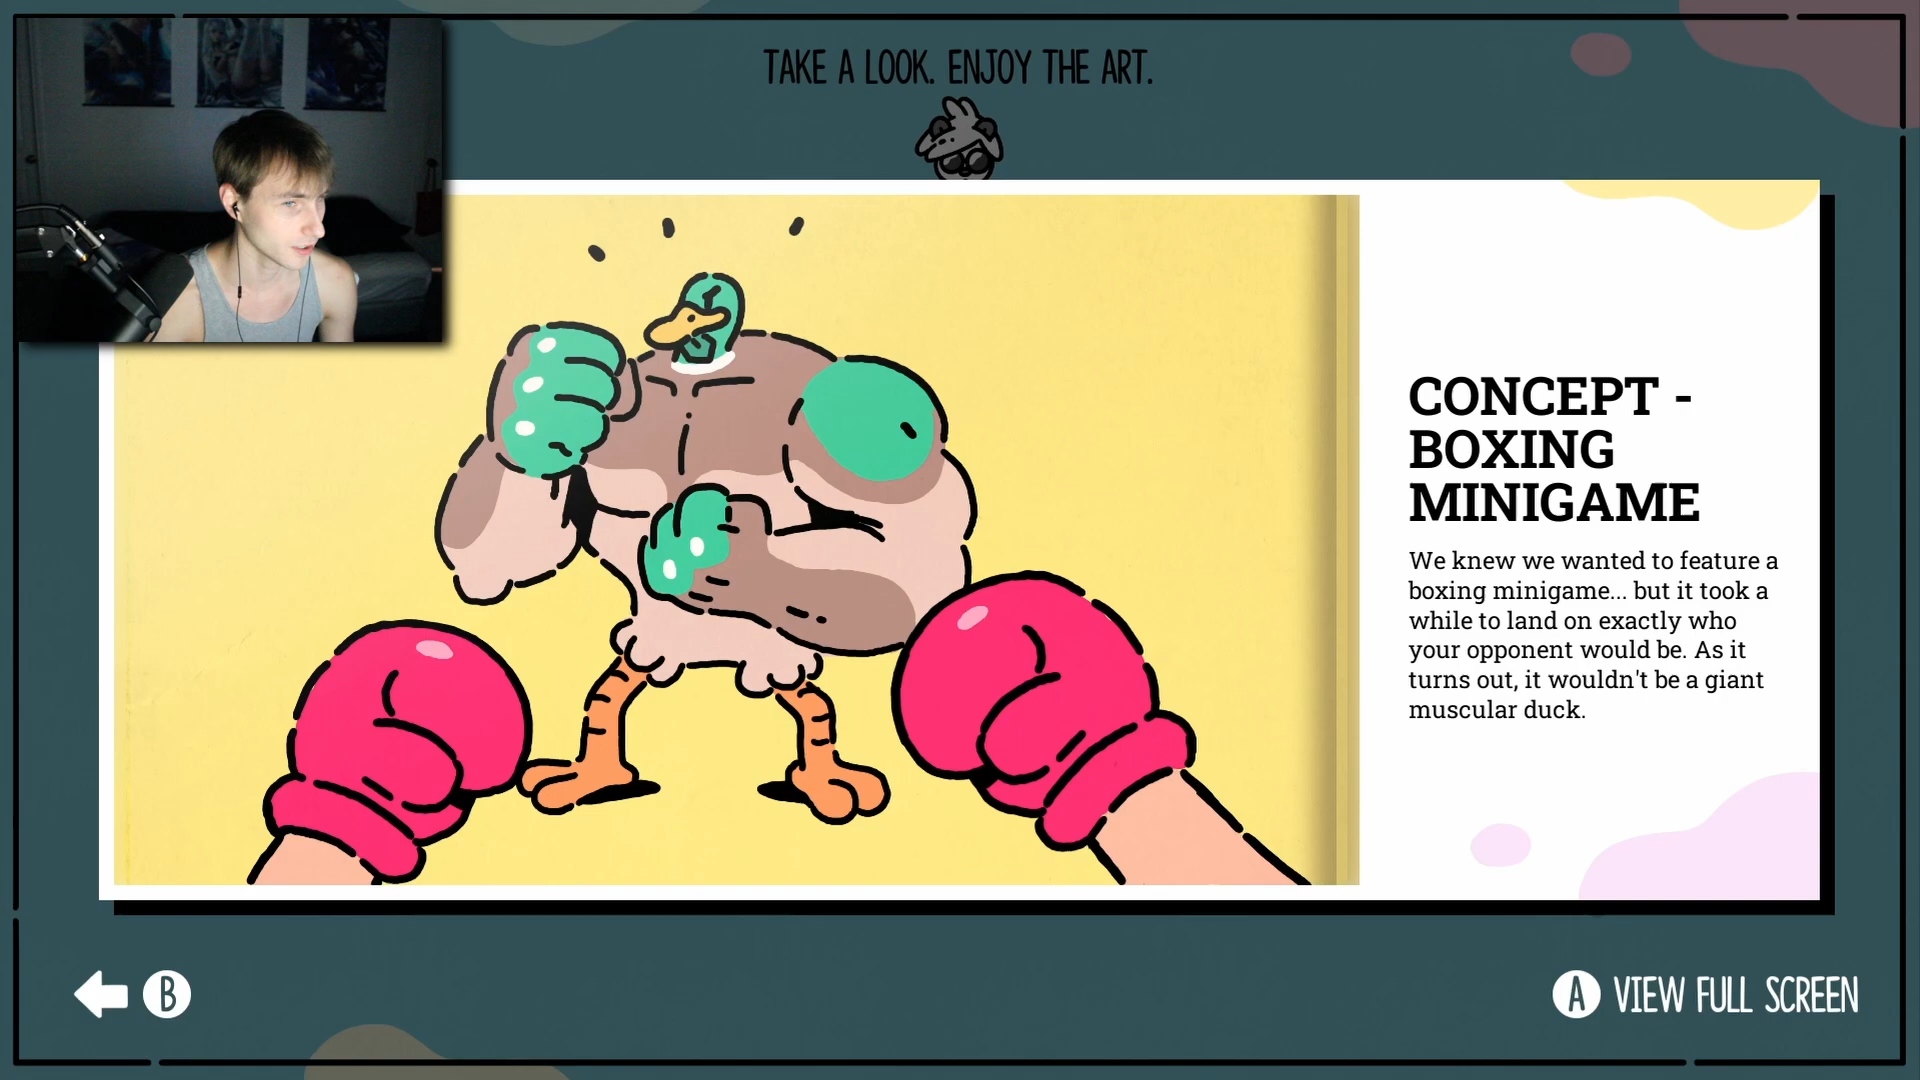 TAKE A LOOK. ENJOY THE ART.
CONCEPT -
BOXING
MINIGAME
We knew we wanted to feature a
boxing minigame... but it took a
while to land on exactly who
your opponent would be. As it
turns out, it wouldn't be a giant
muscular duck.
B
A VIEW FULL SCREEN